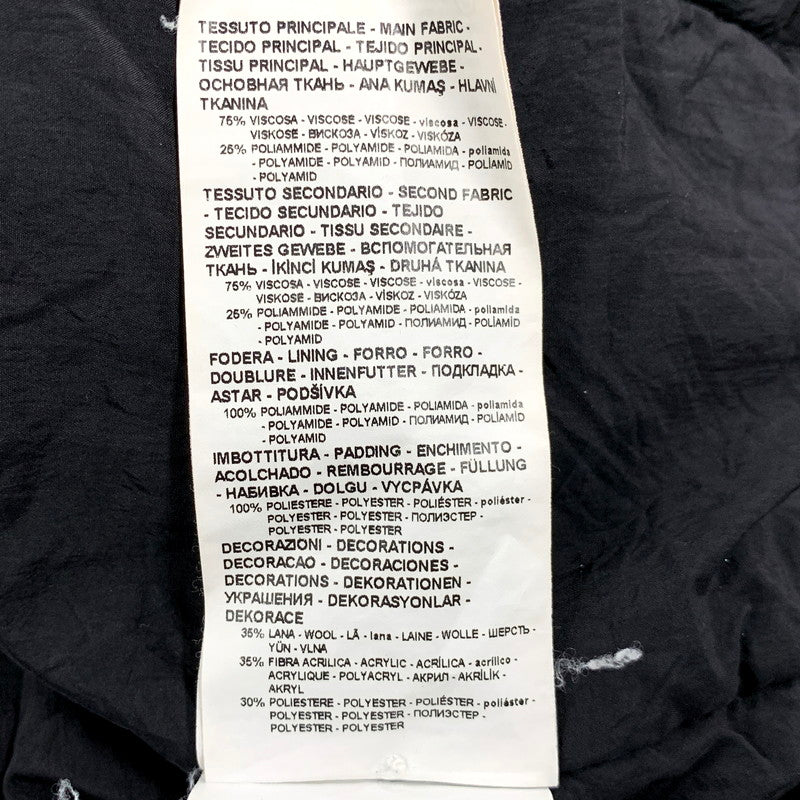 TESSUTO PRINCIPALE - MAIN FABRIC -
TECIDO PRINCIPAL - TEJIDO PRINCIPAL -
TISSU PRINCIPAL - HAUPTGEWEBE -
ОСНОВНАЯ ТКАНЬ - ANA KUMAŞ - HLAVNÍ
TKANINA
75% VISCOSA - VISCOSE - VISCOSE - viscosa - VISCOSE -
VISKOSE - ВИСКОЗА - VİSKOZ - VISKÓZA
25% POLIAMMIDE - POLYAMIDE - POLIAMIDA - poliamida
- POLYAMIDE - POLYAMID - ПОЛИАМИД - POLİAMİD
- POLYAMID
TESSUTO SECONDARIO - SECOND FABRIC
- TECIDO SECUNDARIO - TEJIDO
SECUNDARIO - TISSU SECONDAIRE -
ZWEITES GEWEBE - ВСПОМОГАТЕЛЬНАЯ
ТКАНЬ - İKİNCİ KUMAŞ - DRUHÁ TKANINA
75% VISCOSA - VISCOSE - VISCOSE - viscosa - VISCOSE -
VISKOSE - ВИСКОЗА - VİSKOZ - VISKÓZA
25% POLIAMMIDE - POLYAMIDE - POLIAMIDA - poliamida
- POLYAMIDE - POLYAMID - ПОЛИАМИД - POLİAMİD
- POLYAMID
FODERA - LINING - FORRO - FORRO -
DOUBLURE - INNENFUTTER - ПОДКЛАДКА -
ASTAR - PODŠÍVKA
100% POLIAMMIDE - POLYAMIDE - POLIAMIDA - poliamida
- POLYAMIDE - POLYAMID - ПОЛИАМИД - POLİAMİD
- POLYAMID
IMBOTTITURA - PADDING - ENCHIMENTO -
ACOLCHADO - REMBOURRAGE - FÜLLUNG
- НАБИВКА - DOLGU - VYCPÁVKA
100% POLIESTERE - POLYESTER - POLIÉSTER - poliéster -
POLYESTER - POLYESTER - ПОЛИЭСТЕР -
POLYESTER - POLYESTER
DECORAZIONI - DECORATIONS -
DECORACAO - DECORACIONES -
DECORATIONS - DEKORATIONEN -
УКРАШЕНИЯ - DEKORASYONLAR -
DEKORACE
35% LANA - WOOL - LÃ - lana - LAINE - WOLLE - ШЕРСТЬ -
YÜN - VLNA
35% FIBRA ACRILICA - ACRYLIC - ACRÍLICA - acrílico -
ACRYLIQUE - POLYACRYL - АКРИЛ - AKRİLİK -
AKRYL
30% POLIESTERE - POLYESTER - POLIÉSTER - poliéster -
POLYESTER - POLYESTER - ПОЛИЭСТЕР -
POLYESTER - POLYESTER